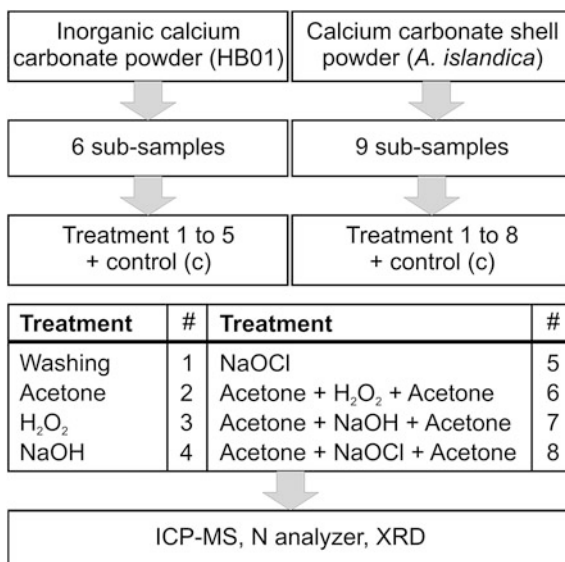 Inorganic calcium
carbonate powder (HB01)
Calcium carbonate shell
powder (A. islandica)
6 sub-samples
9 sub-samples
Treatment 1 to 5
+ control (c)
Treatment 1 to 8
+ control (c)
Treatment # Treatment #
Washing 1 NaOCl 5
Acetone 2 Acetone + H₂O₂ + Acetone 6
H₂O₂ 3 Acetone + NaOH + Acetone 7
NaOH 4 Acetone + NaOCl + Acetone 8
ICP-MS, N analyzer, XRD